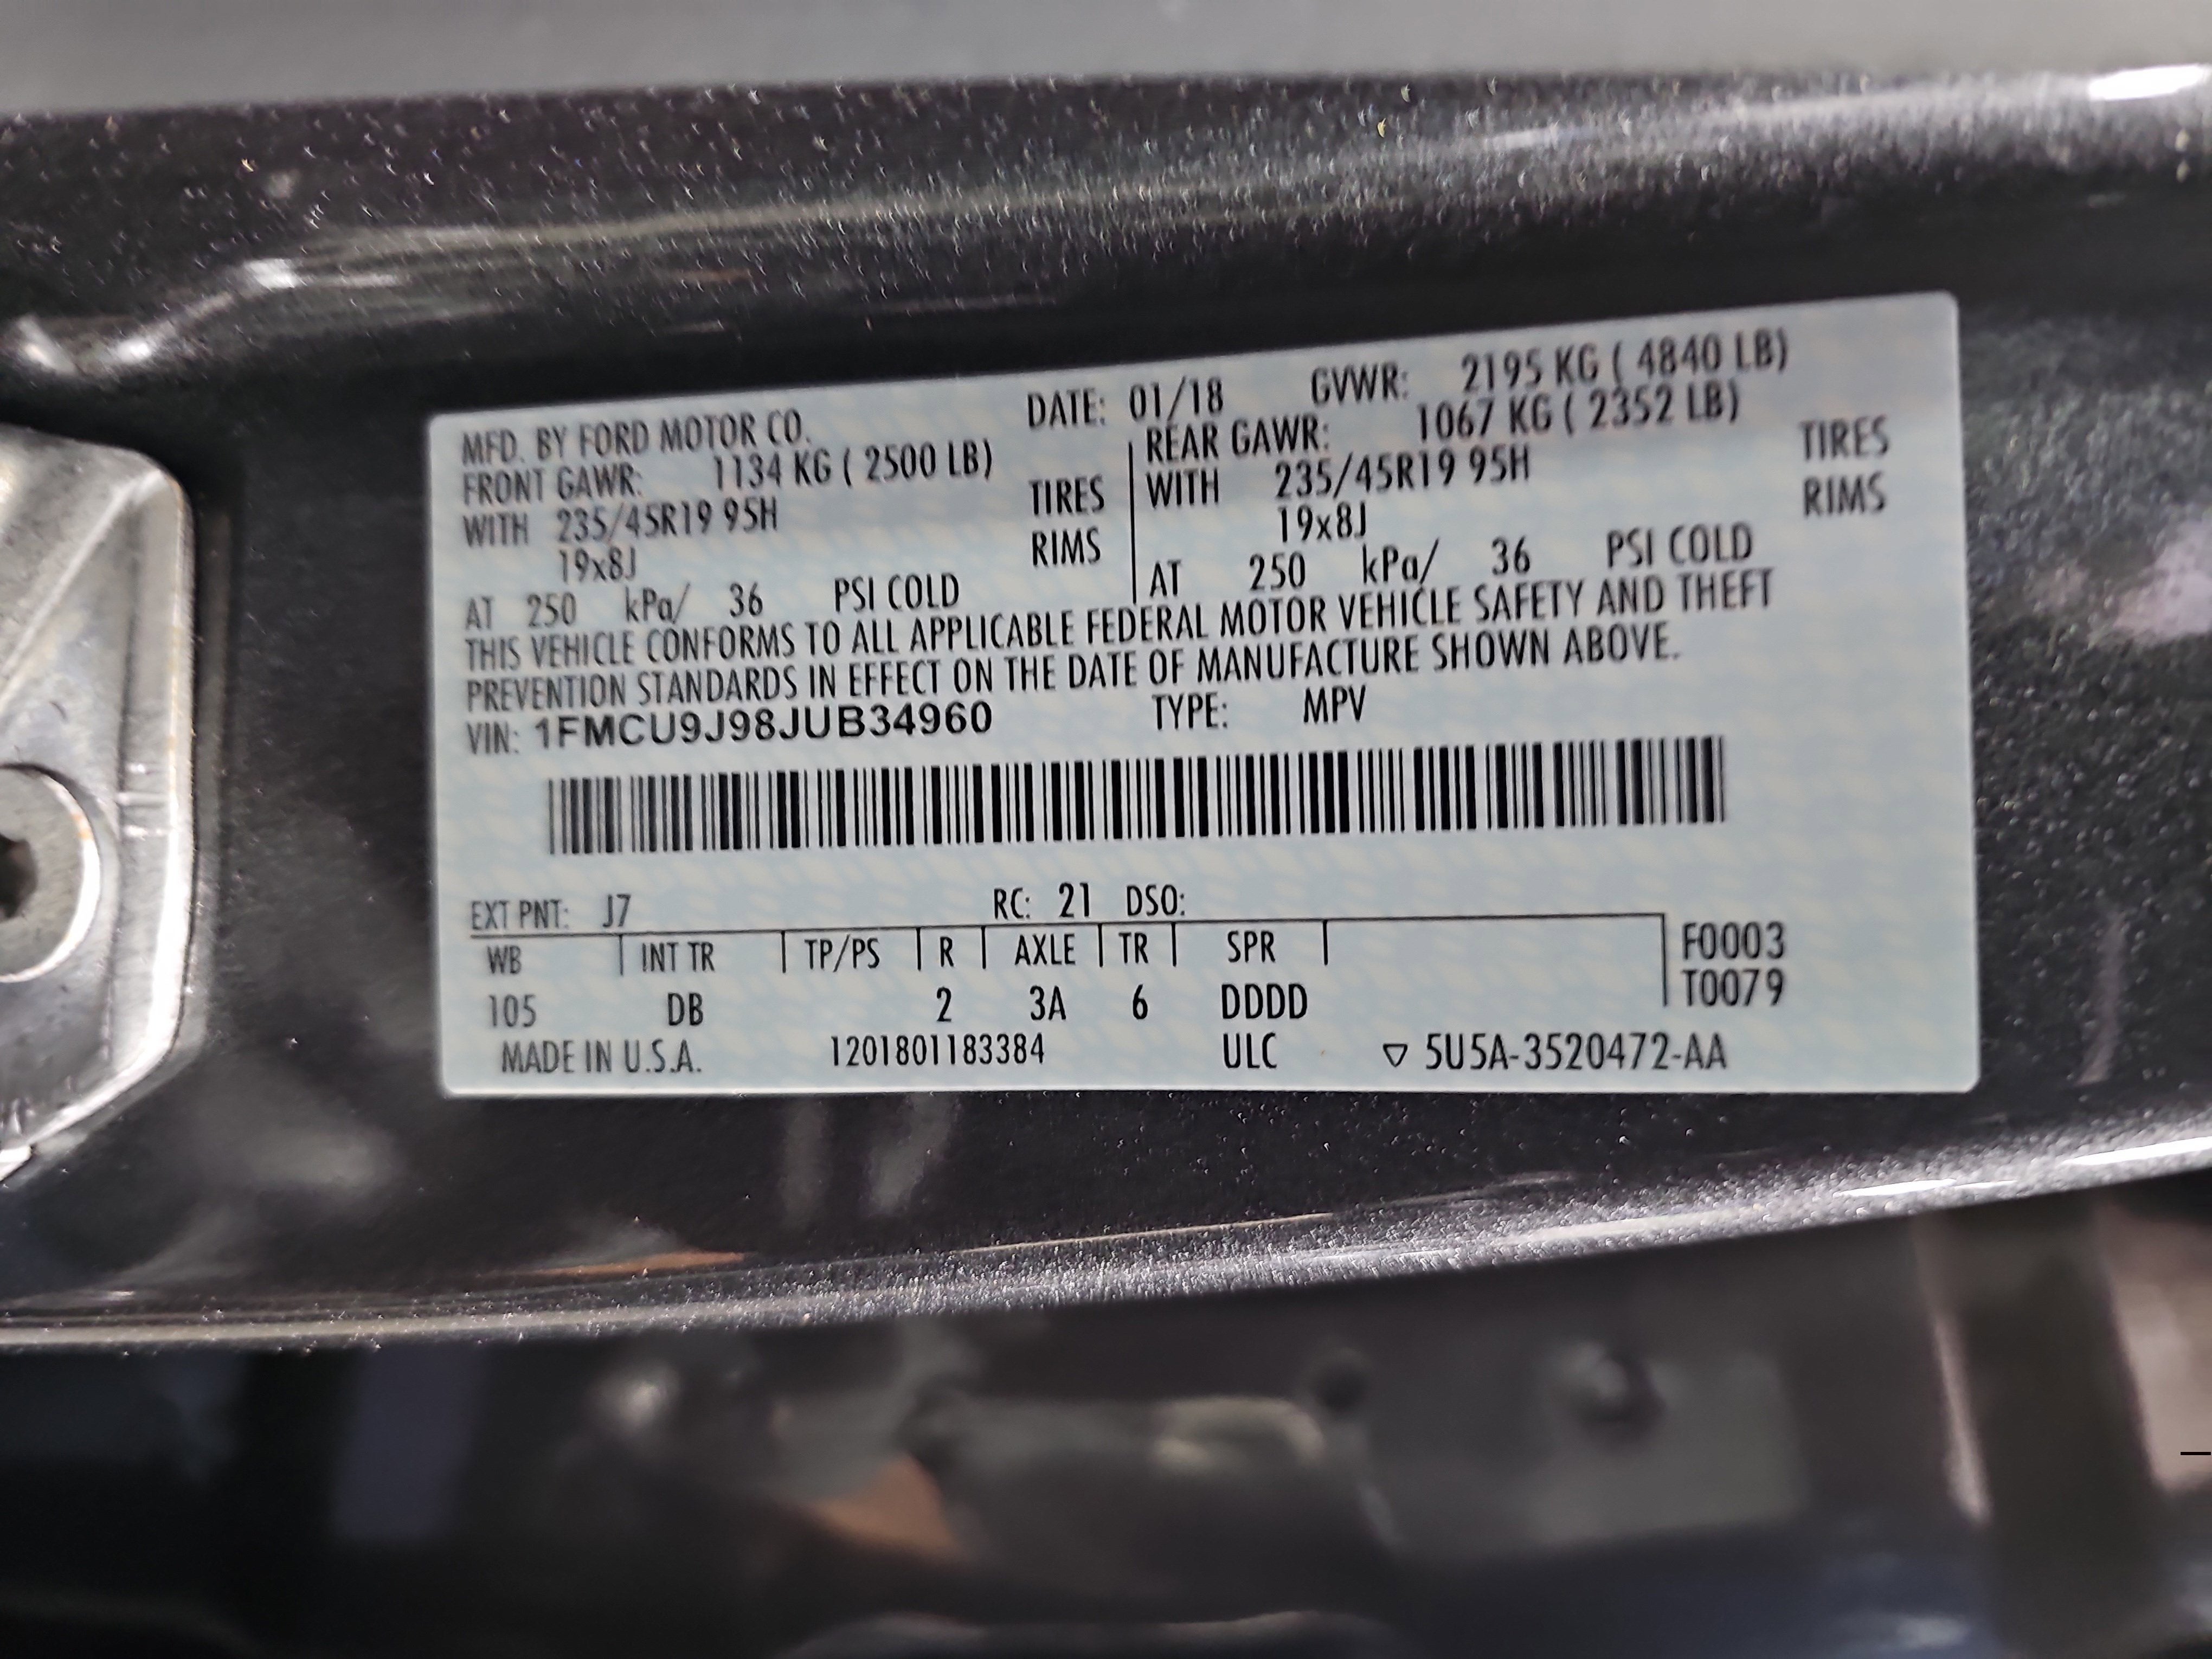 MFD. BY FORD MOTOR CO. DATE: 01/18 GVWR: 2195 KG ( 4840 LB)
FRONT GAWR: 1134 KG ( 2500 LB) REAR GAWR: 1067 KG ( 2352 LB)
WITH 235/45R19 95H TIRES WITH 235/45R19 95H TIRES
19x8J RIMS 19x8J RIMS
AT 250 kPa/ 36 PSI COLD AT 250 kPa/ 36 PSI COLD
THIS VEHICLE CONFORMS TO ALL APPLICABLE FEDERAL MOTOR VEHICLE SAFETY AND THEFT
PREVENTION STANDARDS IN EFFECT ON THE DATE OF MANUFACTURE SHOWN ABOVE.
VIN: 1FMCU9J98JUB34960 TYPE: MPV
EXT PNT: J7 RC: 21 DSO:
WB INT TR TP/PS R AXLE TR SPR F0003
105 DB 2 3A 6 DDDD T0079
MADE IN U.S.A. 1201801183384 ULC ▽ 5U5A-3520472-AA